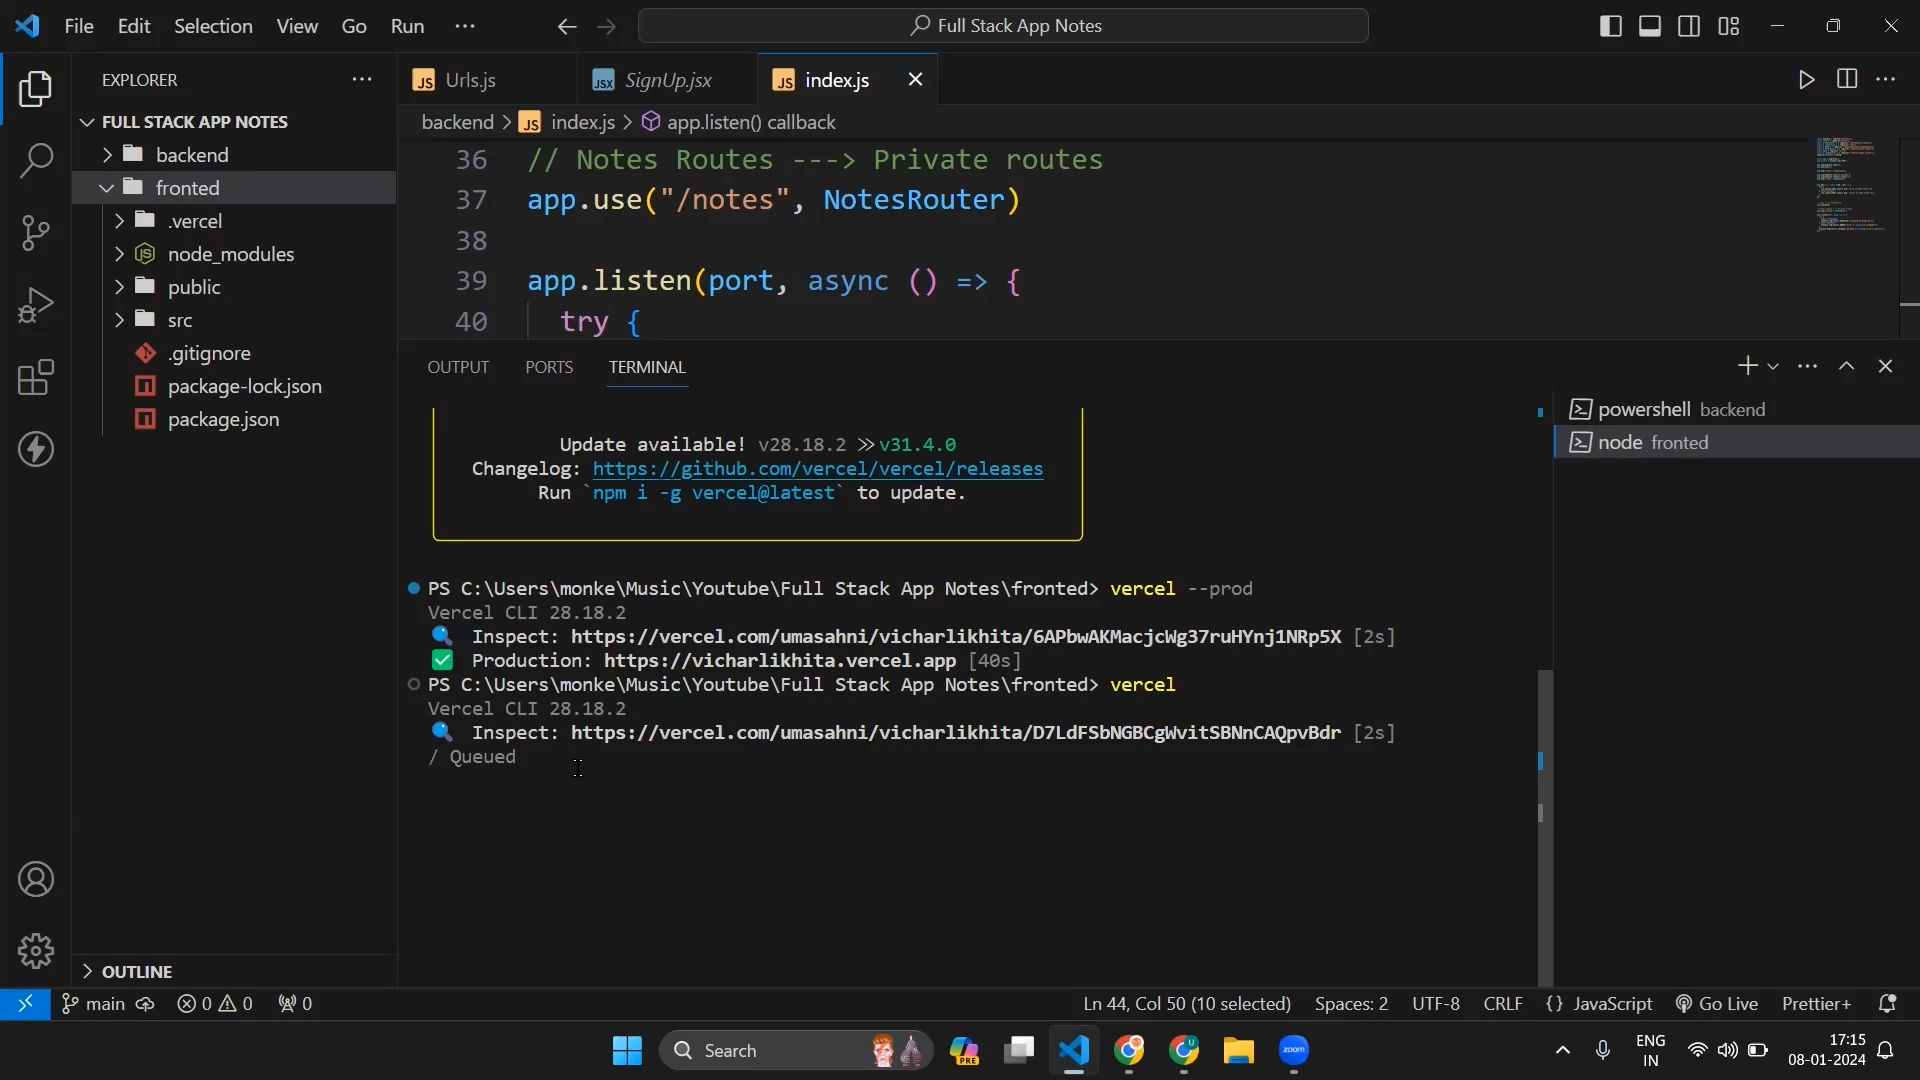 File Edit Selection View Go Run ···
Full Stack App Notes
EXPLORER
FULL STACK APP NOTES
backend
fronted
.vercel
node_modules
public
src
.gitignore
package-lock.json
package.json
OUTLINE
JS Urls.js
JSX SignUp.jsx
JS index.js
backend > JS index.js > app.listen() callback
36 // Notes Routes ---> Private routes
37 app.use("/notes", NotesRouter)
38
39 app.listen(port, async () => {
40 try {
OUTPUT PORTS TERMINAL
powershell backend
node fronted
Update available! v28.18.2 ≫ v31.4.0
Changelog: https://github.com/vercel/vercel/releases
Run `npm i -g vercel@latest` to update.
PS C:\Users\monke\Music\Youtube\Full Stack App Notes\fronted> vercel --prod
Vercel CLI 28.18.2
Inspect: https://vercel.com/umasahni/vicharlikhita/6APbwAKMacjcWg37ruHYnj1NRp5X [2s]
Production: https://vicharlikhita.vercel.app [40s]
PS C:\Users\monke\Music\Youtube\Full Stack App Notes\fronted> vercel
Vercel CLI 28.18.2
Inspect: https://vercel.com/umasahni/vicharlikhita/D7LdFSbNGBCgWvitSBNnCAQpvBdr [2s]
/ Queued
main 0 0 0
Ln 44, Col 50 (10 selected) Spaces: 2 UTF-8 CRLF {} JavaScript Go Live Prettier+
Search
PRE
zoom
ENG
IN
17:15
08-01-2024